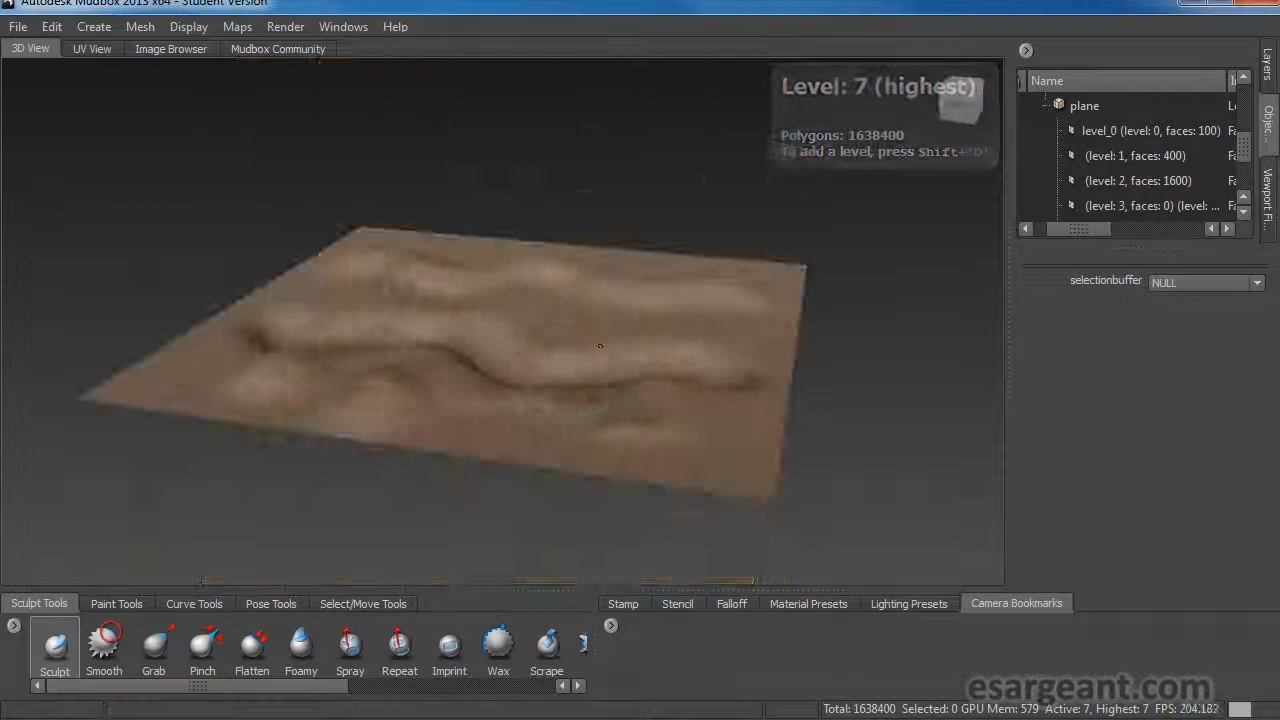 Autodesk Mudbox 2013 x64 - Student Version
File Edit Create Mesh Display Maps Render Windows Help
3D View UV View Image Browser Mudbox Community
Level: 7 (highest)
Polygons: 1638400
To add a level, press Shift+'D'
Name
plane
level_0 (level: 0, faces: 100)
(level: 1, faces: 400)
(level: 2, faces: 1600)
(level: 3, faces: 0) (level: ...
Layers
Objec...
Viewport Fi...
selectionbuffer NULL
Sculpt Tools Paint Tools Curve Tools Pose Tools Select/Move Tools
Stamp Stencil Falloff Material Presets Lighting Presets Camera Bookmarks
Sculpt Smooth Grab Pinch Flatten Foamy Spray Repeat Imprint Wax Scrape
esargeant.com
Total: 1638400 Selected: 0 GPU Mem: 579 Active: 7, Highest: 7 FPS: 204.182